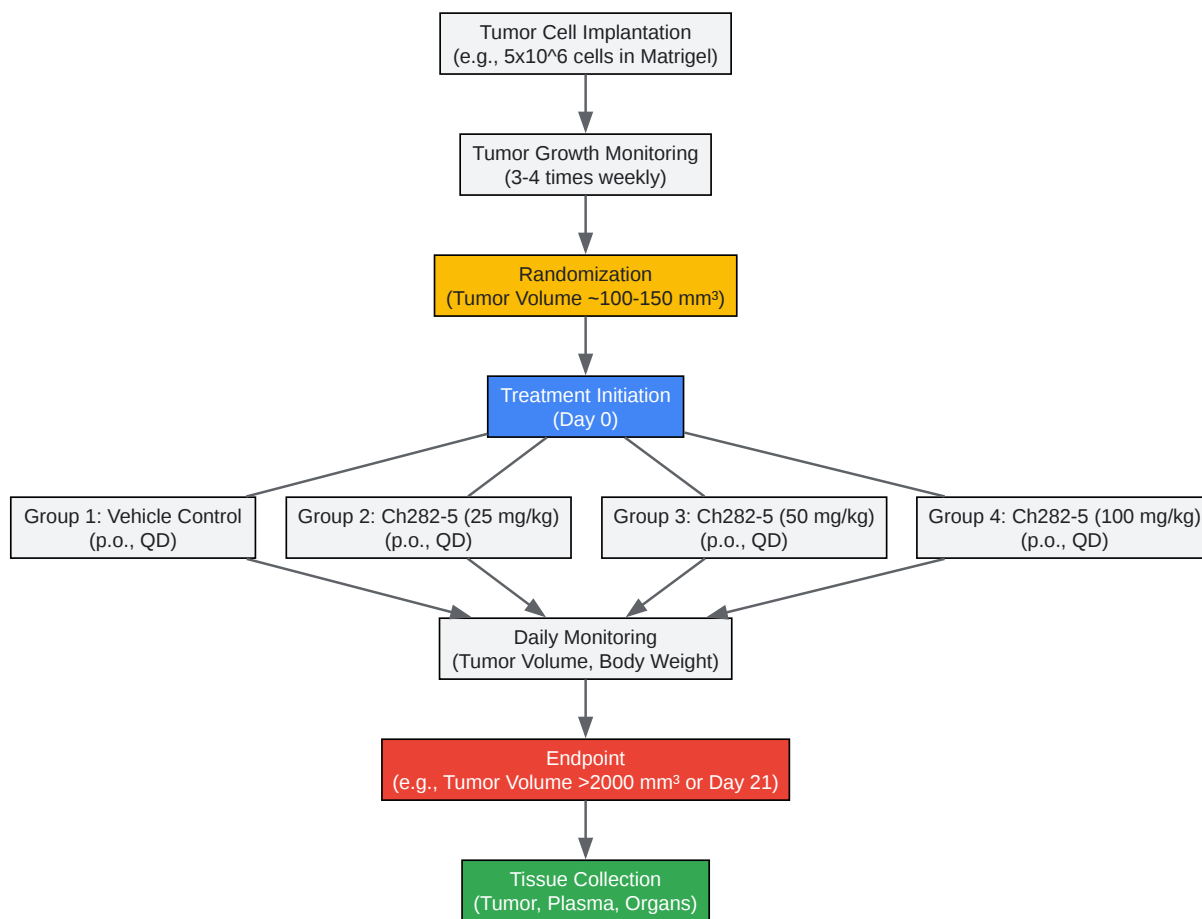 Tumor Cell Implantation
(e.g., 5x10^6 cells in Matrigel)
Tumor Growth Monitoring
(3-4 times weekly)
Randomization
(Tumor Volume ~100-150 mm³)
Treatment Initiation
(Day 0)
Group 1: Vehicle Control
(p.o., QD)
Group 2: Ch282-5 (25 mg/kg)
(p.o., QD)
Group 3: Ch282-5 (50 mg/kg)
(p.o., QD)
Group 4: Ch282-5 (100 mg/kg)
(p.o., QD)
Daily Monitoring
(Tumor Volume, Body Weight)
Endpoint
(e.g., Tumor Volume >2000 mm³ or Day 21)
Tissue Collection
(Tumor, Plasma, Organs)